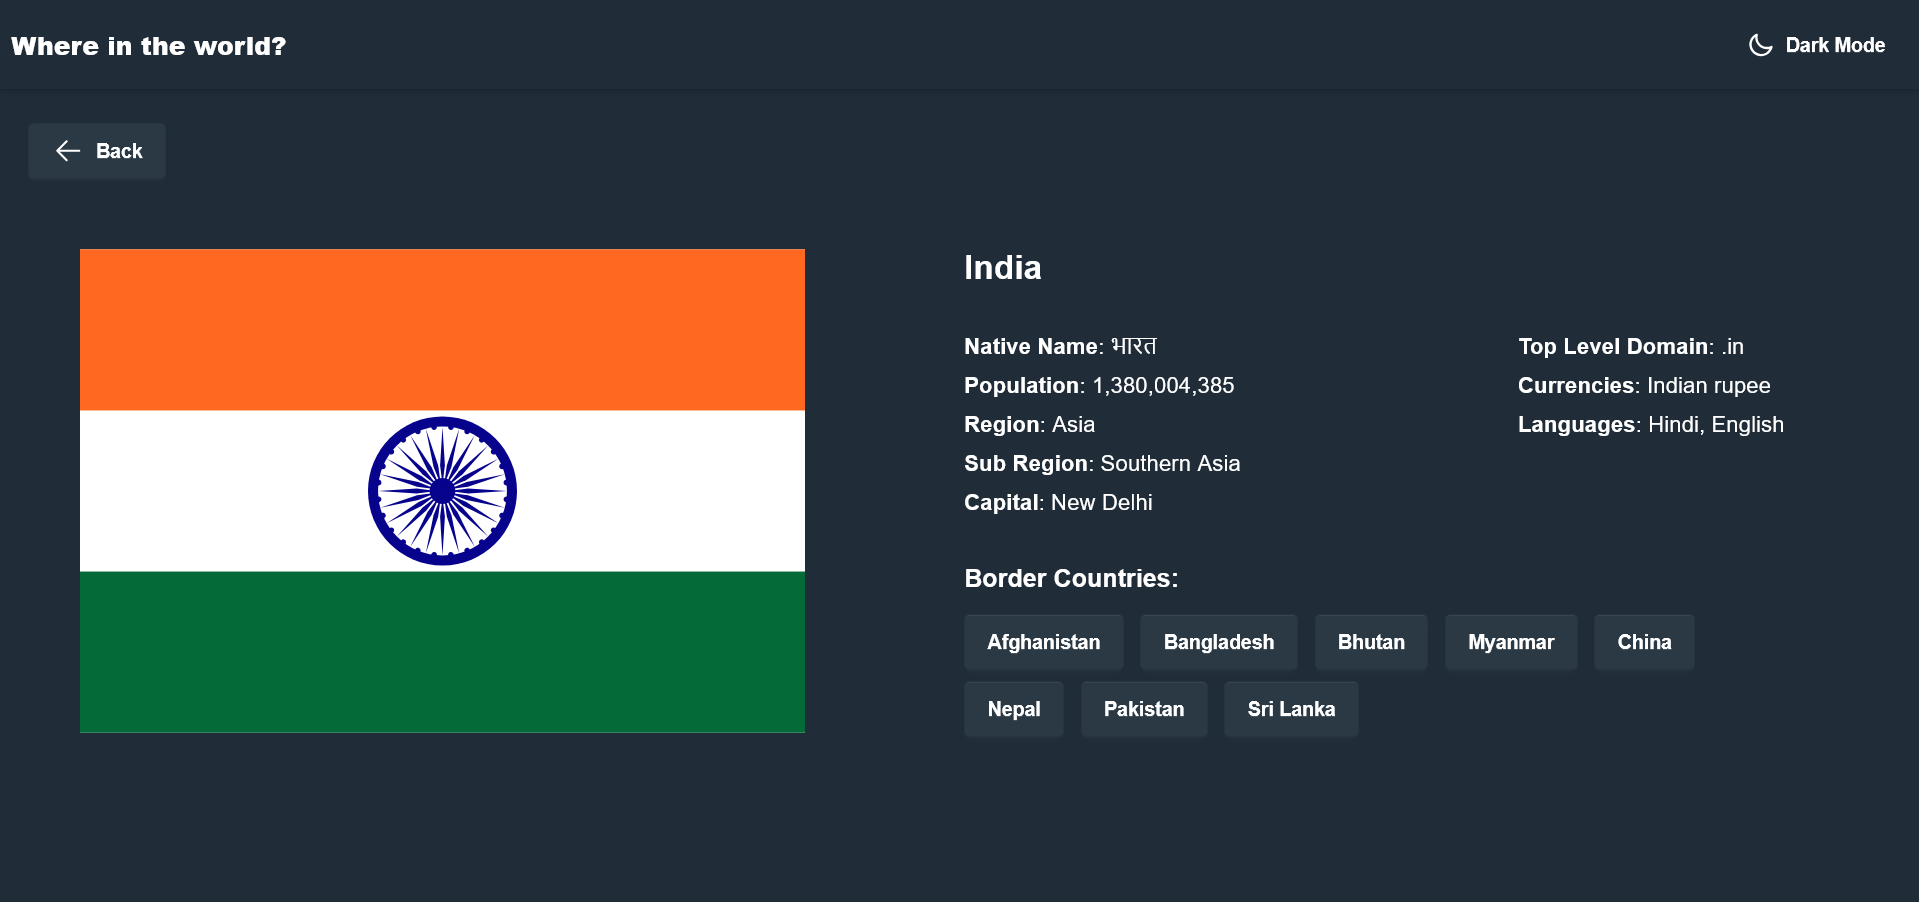 Where in the world?
Dark Mode
Back
India
Native Name: भारत
Population: 1,380,004,385
Region: Asia
Sub Region: Southern Asia
Capital: New Delhi
Top Level Domain: .in
Currencies: Indian rupee
Languages: Hindi, English
Border Countries:
Afghanistan Bangladesh Bhutan Myanmar China
Nepal Pakistan Sri Lanka